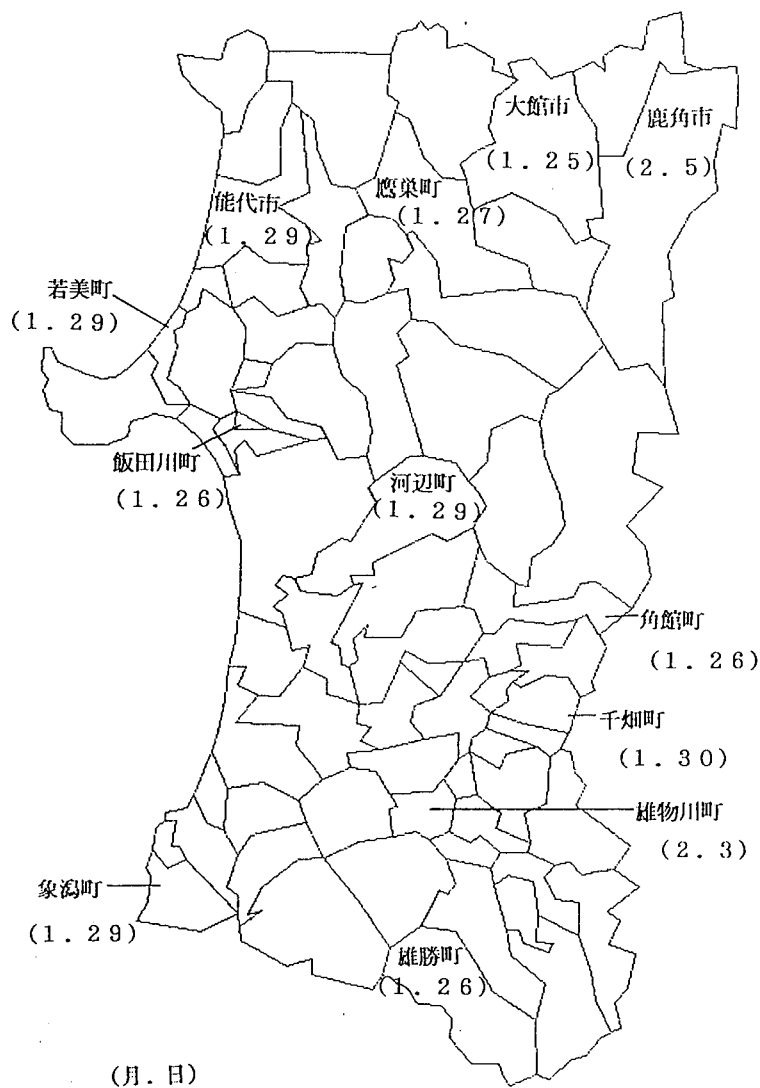 大館市
(1.25)
鹿角市
(2.5)
鷹巣町
(1.27)
能代市
(1.29)
若美町
(1.29)
飯田川町
(1.26)
河辺町
(1.29)
角館町
(1.26)
千畑町
(1.30)
雄物川町
(2.3)
象潟町
(1.29)
雄勝町
(1.26)
(月.日)